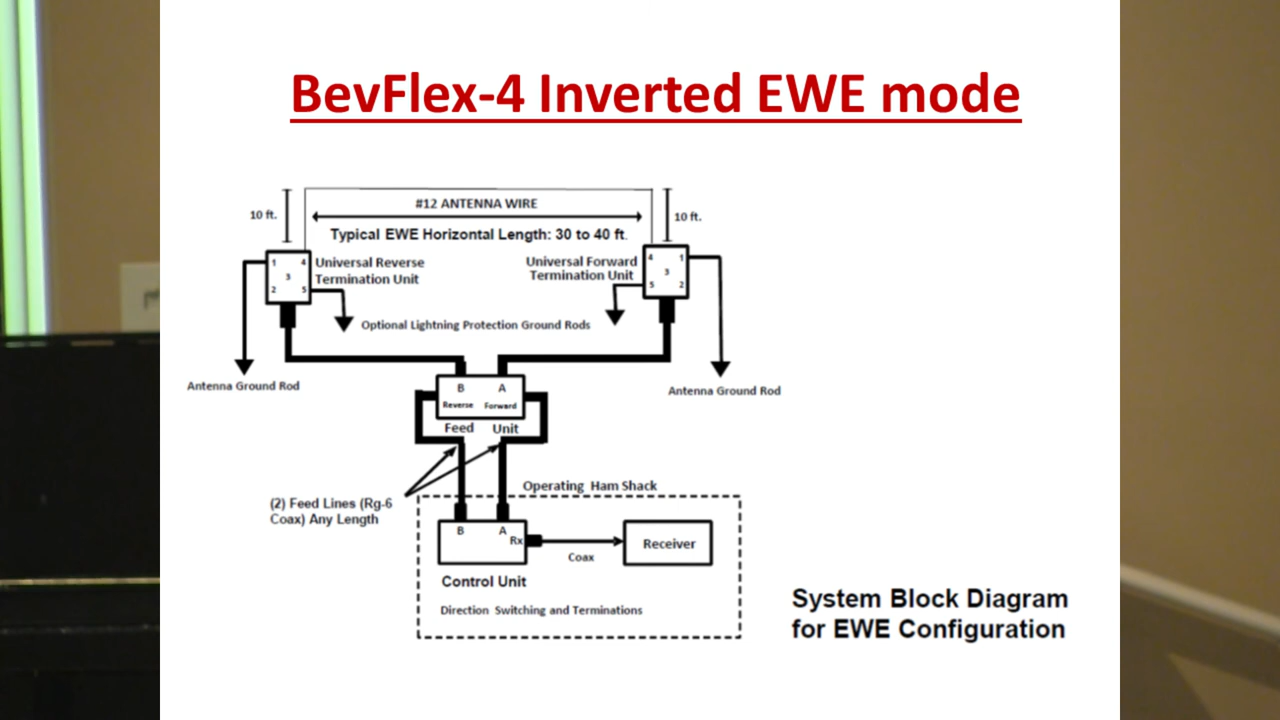 BevFlex-4 Inverted EWE mode
10 ft.
#12 ANTENNA WIRE
10 ft.
Typical EWE Horizontal Length: 30 to 40 ft.
1 4
3
2 5
Universal Reverse
Termination Unit
Universal Forward
Termination Unit
4 1
3
5 2
Optional Lightning Protection Ground Rods
Antenna Ground Rod
Antenna Ground Rod
B A
Reverse Forward
Feed Unit
(2) Feed Lines (Rg-6
Coax) Any Length
Operating Ham Shack
B A
Rx
Coax
Receiver
Control Unit
Direction Switching and Terminations
System Block Diagram
for EWE Configuration